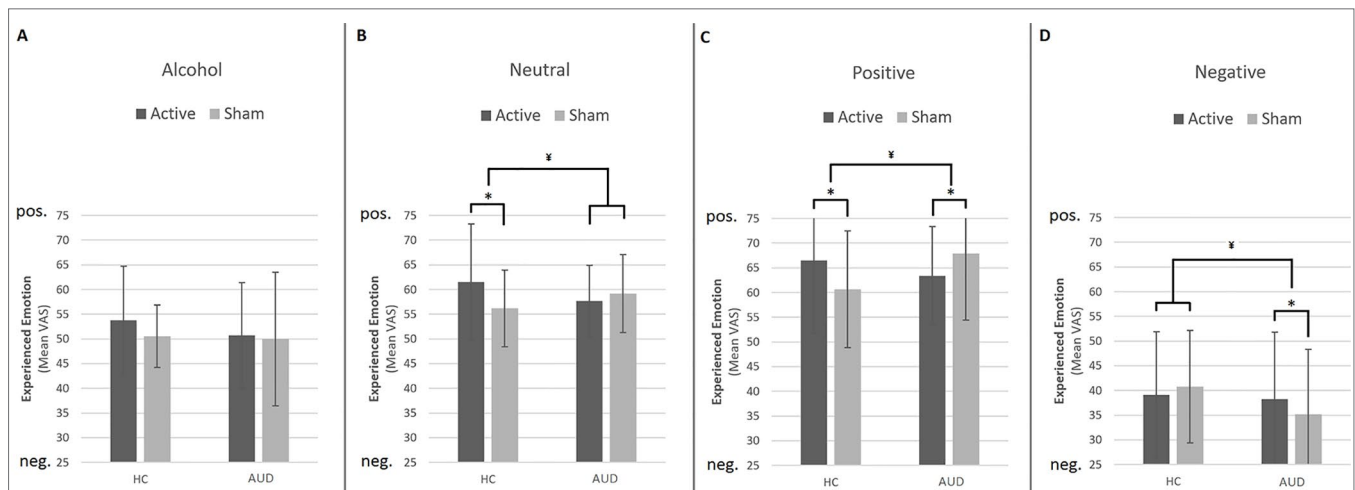 A
Alcohol
Active Sham
pos.
75
70
65
60
55
50
45
40
35
30
25
neg.
Experienced Emotion
(Mean VAS)
HC AUD
B
Neutral
Active Sham
¥
*
pos.
75
70
65
60
55
50
45
40
35
30
25
neg.
Experienced Emotion
(Mean VAS)
HC AUD
C
Positive
Active Sham
¥
* *
pos.
75
70
65
60
55
50
45
40
35
30
25
neg.
Experienced Emotion
(Mean VAS)
HC AUD
D
Negative
Active Sham
pos.
75
70
65
60
55
50
45
40
35
30
25
neg.
¥
*
Experienced Emotion
(Mean VAS)
HC AUD